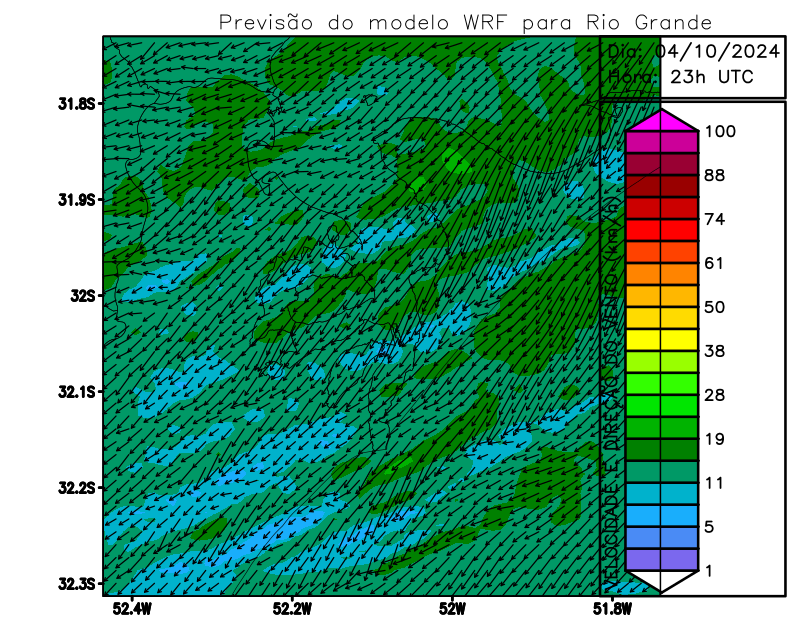 Previsão do modelo WRF para Rio Grande
Dia: 04/10/2024
Hora: 23h UTC
31.8S
31.9S
32S
32.1S
32.2S
32.3S
52.4W
52.2W
52W
51.8W
VELOCIDADE E DIREÇÃO DO VENTO (km/h)
100
88
74
61
50
38
28
19
11
5
1